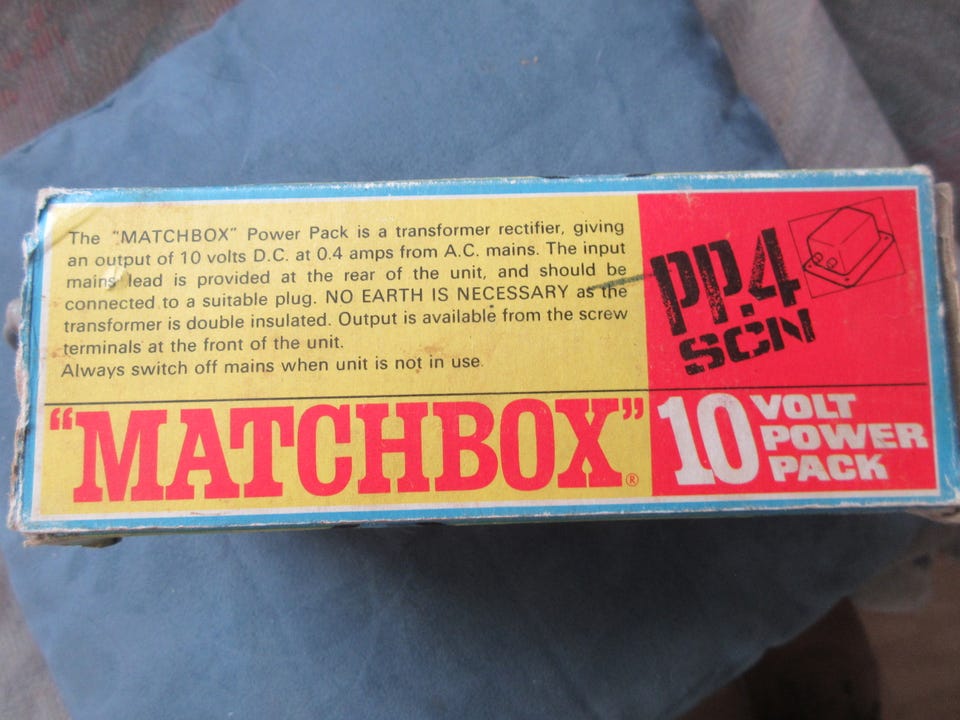 The "MATCHBOX" Power Pack is a transformer rectifier, giving
an output of 10 volts D.C. at 0.4 amps from A.C. mains. The input
mains lead is provided at the rear of the unit, and should be
connected to a suitable plug. NO EARTH IS NECESSARY as the
transformer is double insulated. Output is available from the screw
terminals at the front of the unit.
Always switch off mains when unit is not in use.
PP.4
SCN
"MATCHBOX"®
10 VOLT
POWER
PACK